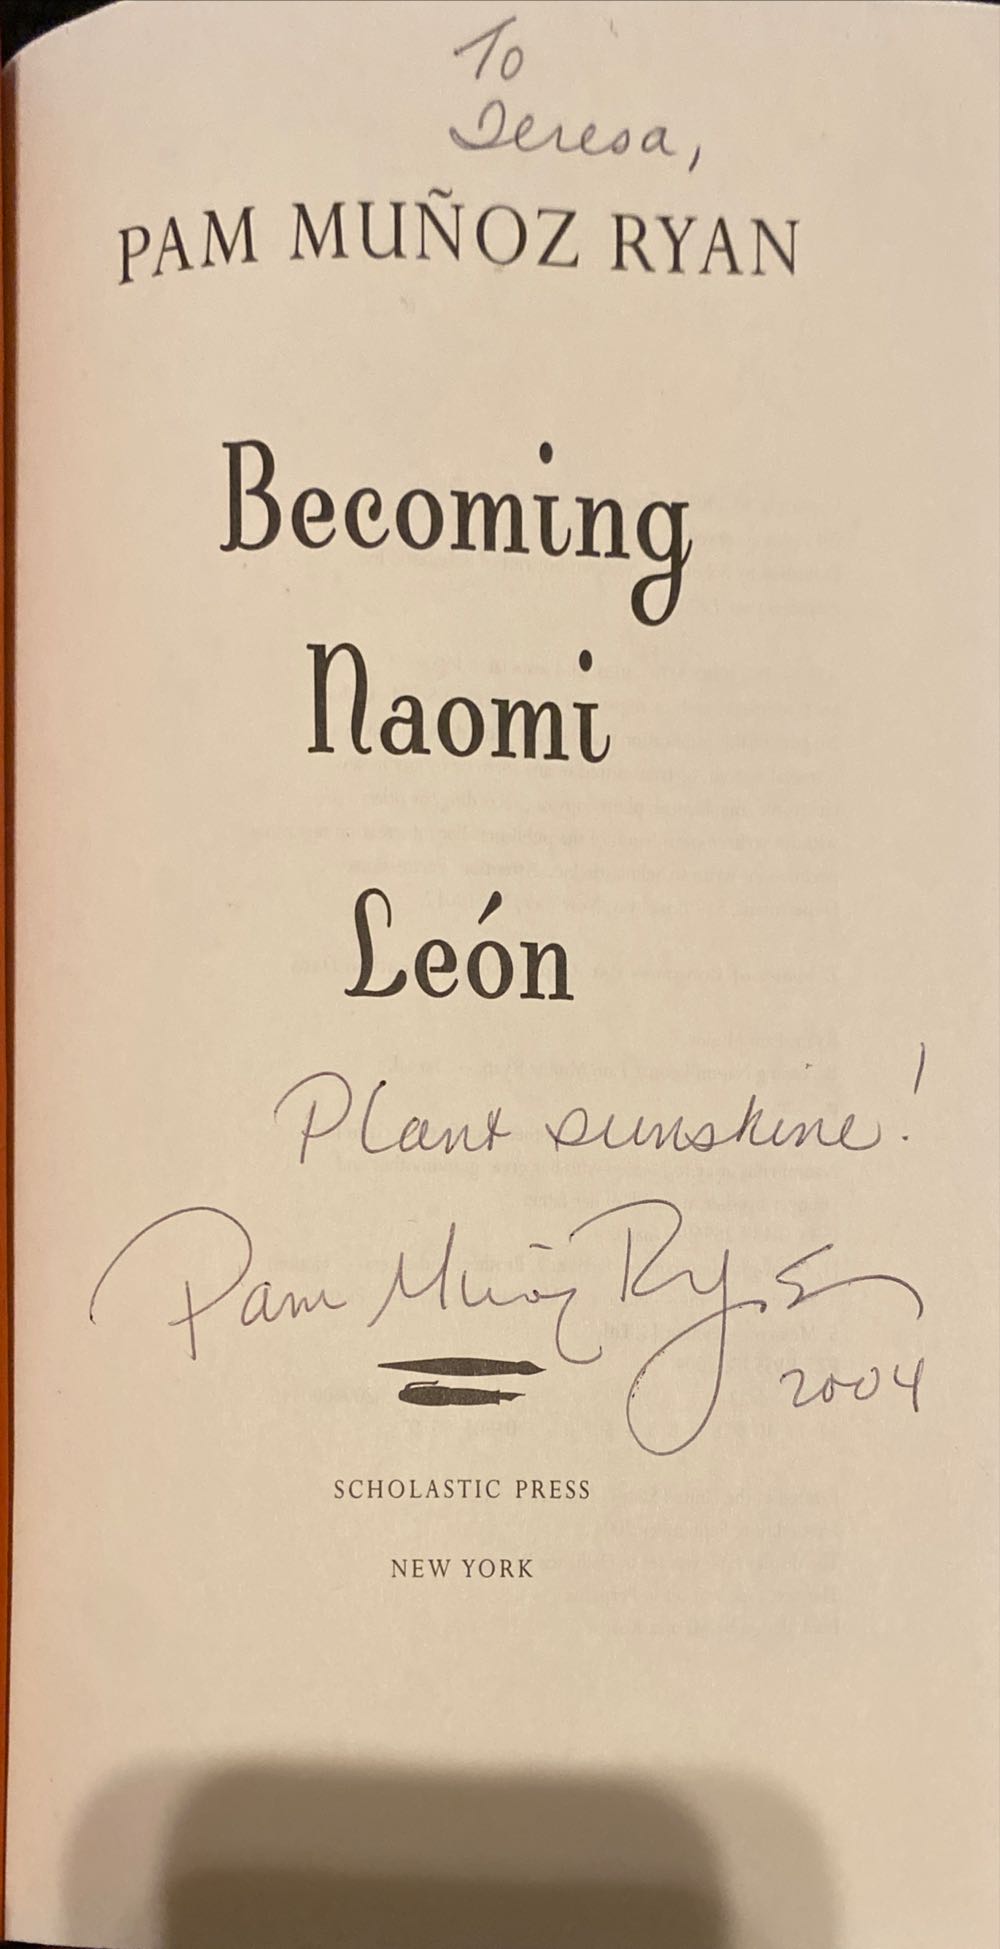 To
Teresa,
PAM MUÑOZ RYAN
Becoming
Naomi
León
Plant sunshine!
Pam Muñoz Ryan
2004
SCHOLASTIC PRESS
NEW YORK